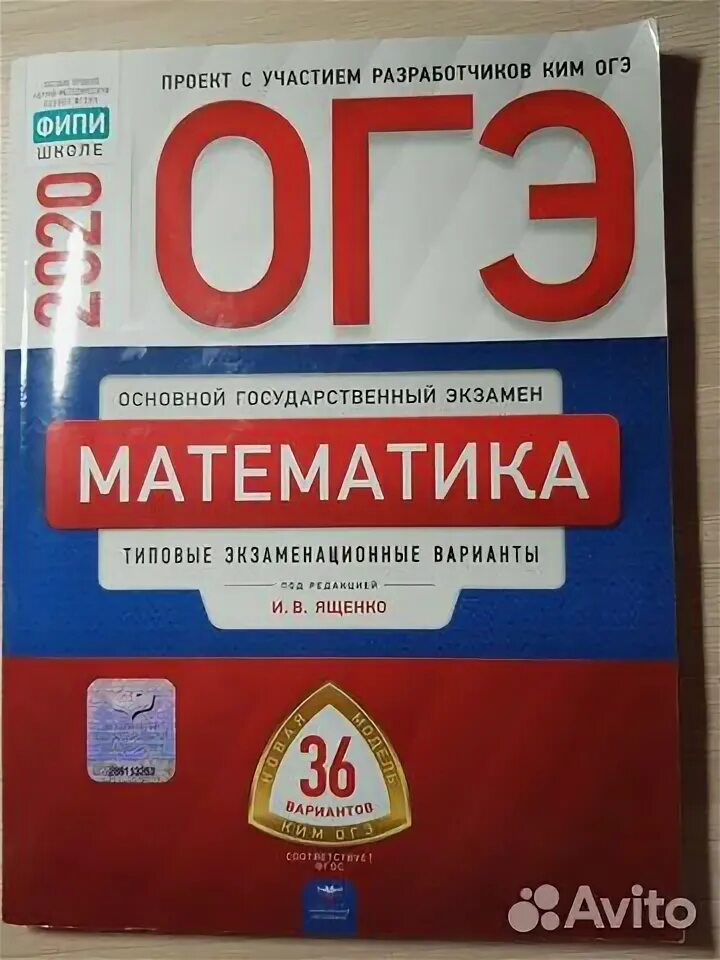 ПРОЕКТ С УЧАСТИЕМ РАЗРАБОТЧИКОВ КИМ ОГЭ
ФИПИ
ШКОЛЕ
2020
ОГЭ
ОСНОВНОЙ ГОСУДАРСТВЕННЫЙ ЭКЗАМЕН
МАТЕМАТИКА
ТИПОВЫЕ ЭКЗАМЕНАЦИОННЫЕ ВАРИАНТЫ
ПОД РЕДАКЦИЕЙ
И. В. ЯЩЕНКО
НОВАЯ МОДЕЛЬ
36
ВАРИАНТОВ
КИМ ОГЭ
СООТВЕТСТВУЕТ
ФГОС
Avito